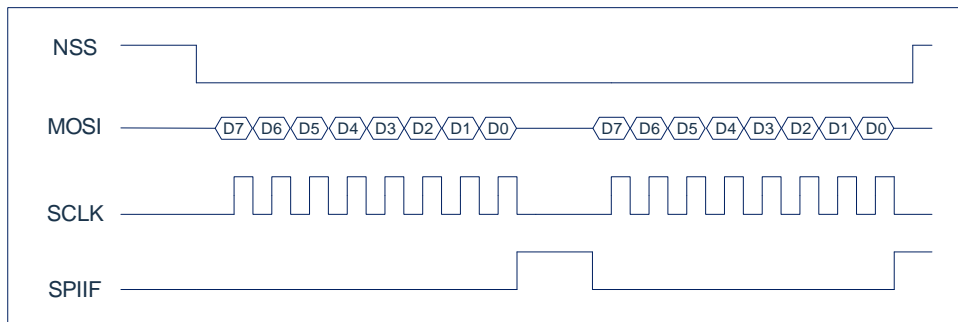 NSS
MOSI D7 D6 D5 D4 D3 D2 D1 D0 D7 D6 D5 D4 D3 D2 D1 D0
SCLK
SPIIF